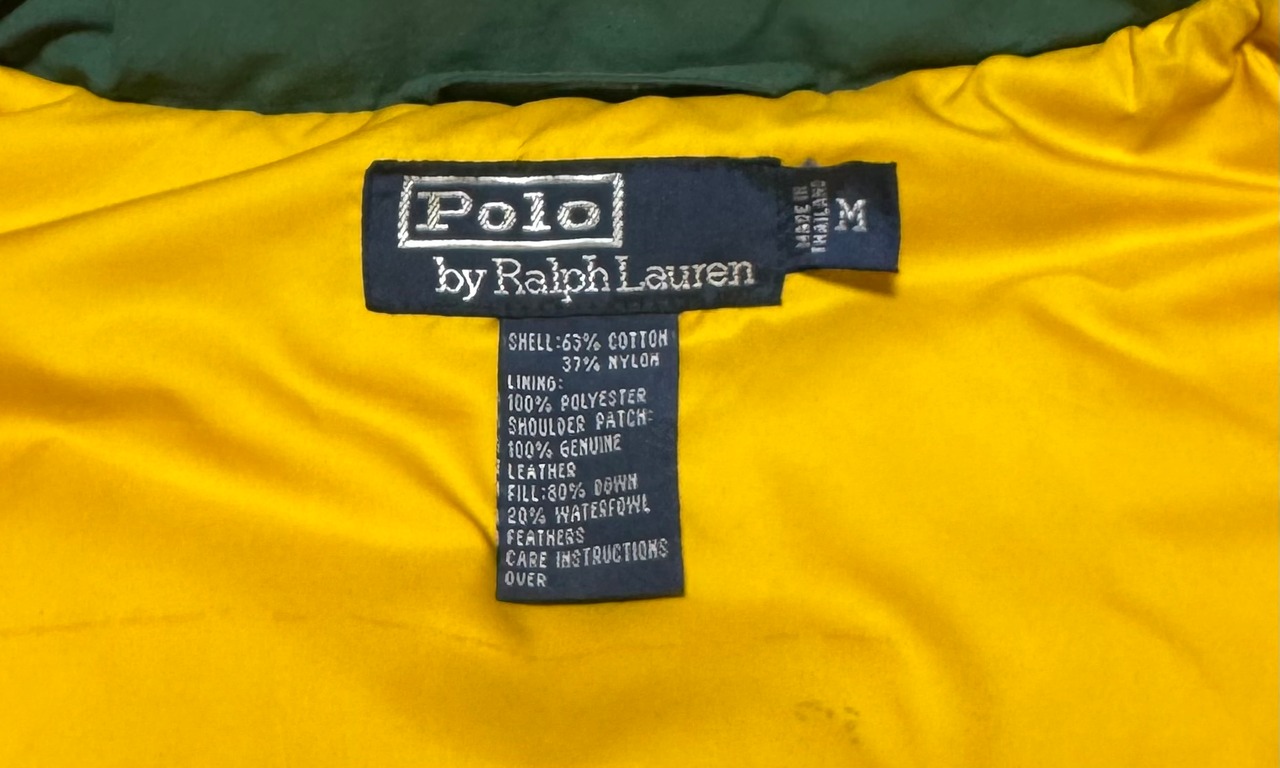 Polo
by Ralph Lauren
MADE IN
THAILAND
M
SHELL:63% COTTON
37% NYLON
LINING:
100% POLYESTER
SHOULDER PATCH:
100% GENUINE
LEATHER
FILL:80% DOWN
20% WATERFOWL
FEATHERS
CARE INSTRUCTIONS
OVER